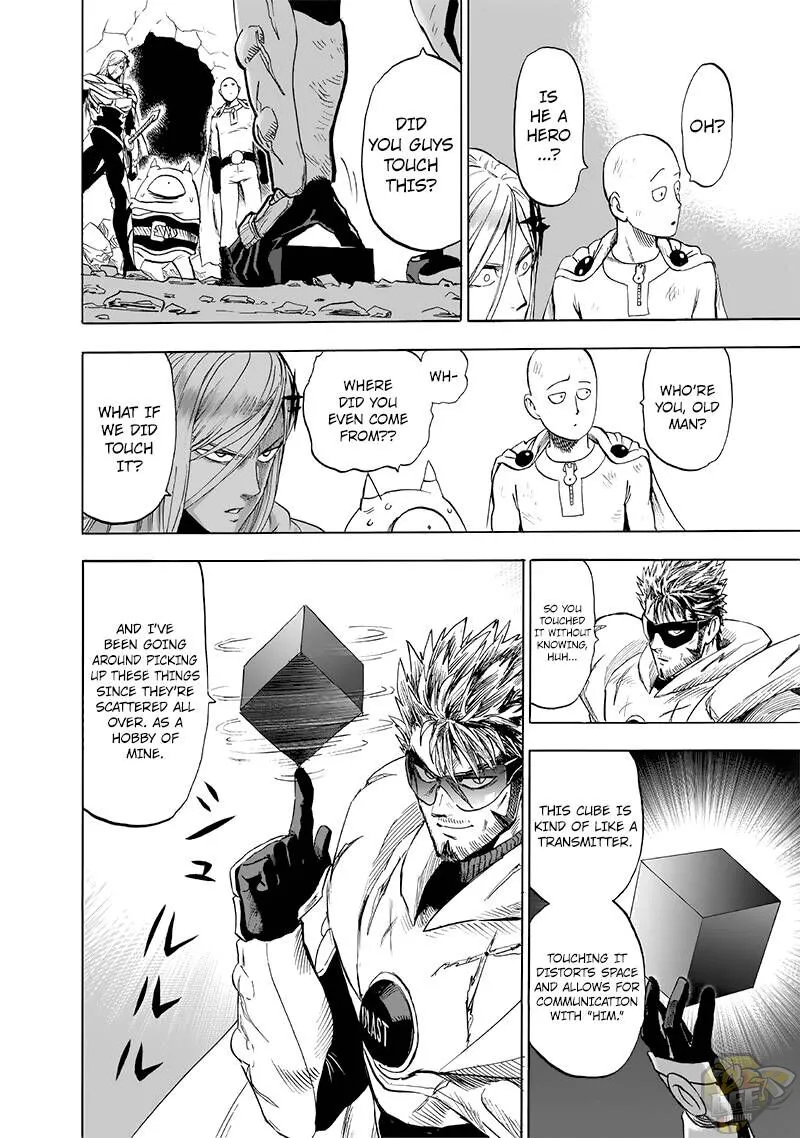 OH?
IS
HE A
HERO
...?
DID
YOU GUYS
TOUCH
THIS?
WHO'RE
YOU, OLD
MAN?
WH-
WHERE
DID YOU
EVEN COME
FROM??
WHAT IF
WE DID
TOUCH
IT?
SO YOU
TOUCHED
IT WITHOUT
KNOWING,
HUH...
THIS CUBE IS
KIND OF LIKE A
TRANSMITTER.
TOUCHING IT
DISTORTS SPACE
AND ALLOWS FOR
COMMUNICATION
WITH "HIM."
AND I'VE
BEEN GOING
AROUND PICKING
UP THESE THINGS
SINCE THEY'RE
SCATTERED ALL
OVER. AS A
HOBBY OF
MINE.
シュルルル
BLAST